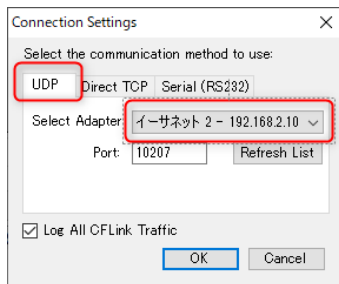 Connection Settings
Select the communication method to use:
UDP Direct TCP Serial (RS232)
Select Adapter イーサネット 2 - 192.168.2.10
Port: 10207 Refresh List
Log All CFLink Traffic
OK Cancel